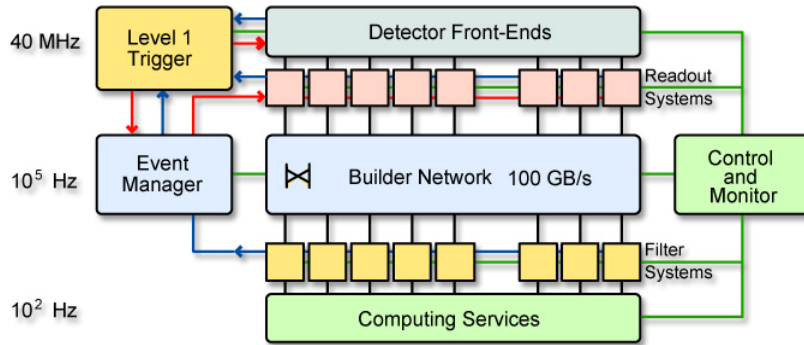 40 MHz
Level 1
Trigger
Detector Front-Ends
Readout
Systems
10⁵ Hz
Event
Manager
Builder Network 100 GB/s
Control
and
Monitor
Filter
Systems
10² Hz
Computing Services